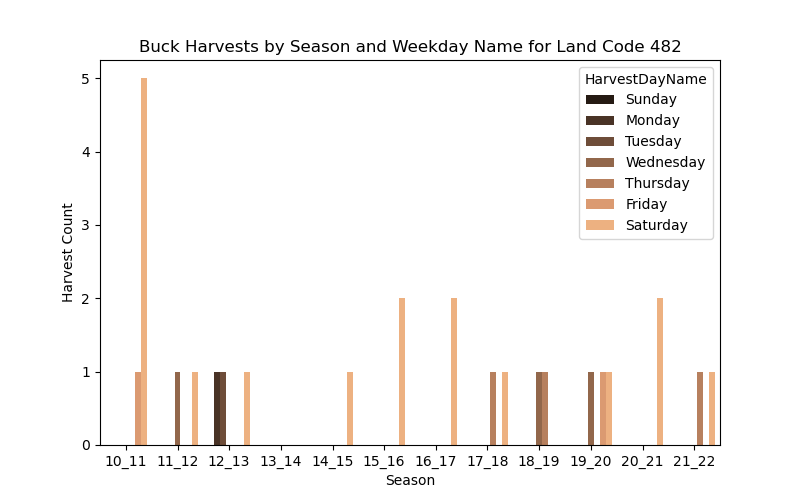 Buck Harvests by Season and Weekday Name for Land Code 482
HarvestDayName
Sunday
Monday
Tuesday
Wednesday
Thursday
Friday
Saturday
Harvest Count
5
4
3
2
1
0
10_11 11_12 12_13 13_14 14_15 15_16 16_17 17_18 18_19 19_20 20_21 21_22
Season